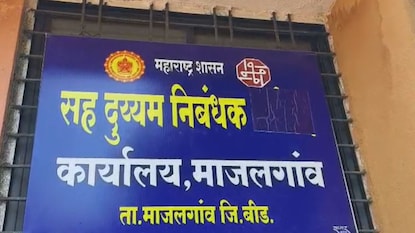 महाराष्ट्र शासन
सह दुय्यम निबंधक
कार्यालय, माजलगांव
ता.माजलगांव जि.बीड.